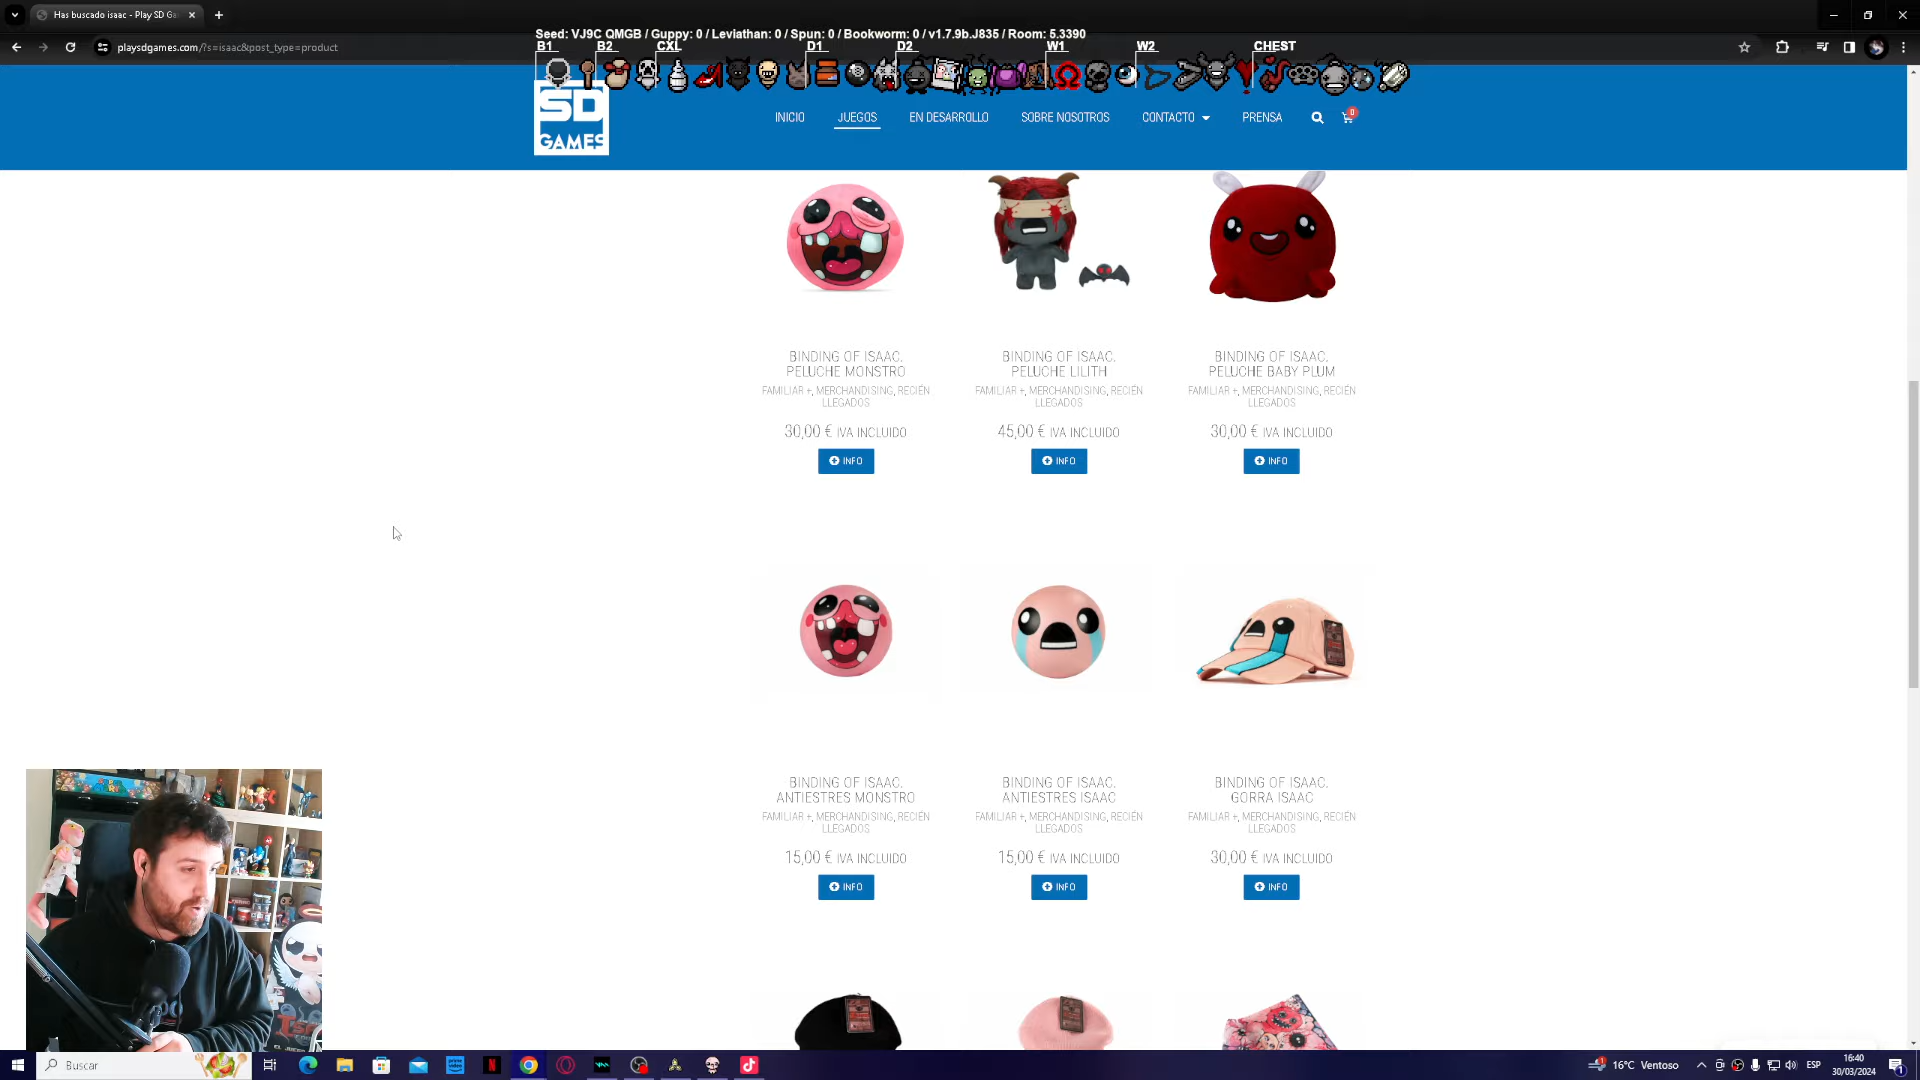 Has buscado isaac - Play SD Ga
playsdgames.com/?s=isaac&post_type=product
Seed: VJ9C QMGB / Guppy: 0 / Leviathan: 0 / Spun: 0 / Bookworm: 0 / v1.7.9b.J835 / Room: 5.3390
B1 B2 CXL D1 D2 W1 W2 CHEST
SD
GAMES
INICIO JUEGOS EN DESARROLLO SOBRE NOSOTROS CONTACTO PRENSA 0
BINDING OF ISAAC.
PELUCHE MONSTRO
FAMILIAR +, MERCHANDISING, RECIÉN
LLEGADOS
30,00 € IVA INCLUIDO
INFO
BINDING OF ISAAC.
PELUCHE LILITH
FAMILIAR +, MERCHANDISING, RECIÉN
LLEGADOS
45,00 € IVA INCLUIDO
INFO
BINDING OF ISAAC.
PELUCHE BABY PLUM
FAMILIAR +, MERCHANDISING, RECIÉN
LLEGADOS
30,00 € IVA INCLUIDO
INFO
BINDING OF ISAAC.
ANTIESTRES MONSTRO
FAMILIAR +, MERCHANDISING, RECIÉN
LLEGADOS
15,00 € IVA INCLUIDO
INFO
BINDING OF ISAAC.
ANTIESTRES ISAAC
FAMILIAR +, MERCHANDISING, RECIÉN
LLEGADOS
15,00 € IVA INCLUIDO
INFO
BINDING OF ISAAC.
GORRA ISAAC
FAMILIAR +, MERCHANDISING, RECIÉN
LLEGADOS
30,00 € IVA INCLUIDO
INFO
Buscar
16°C Ventoso
ESP
16:40
30/03/2024